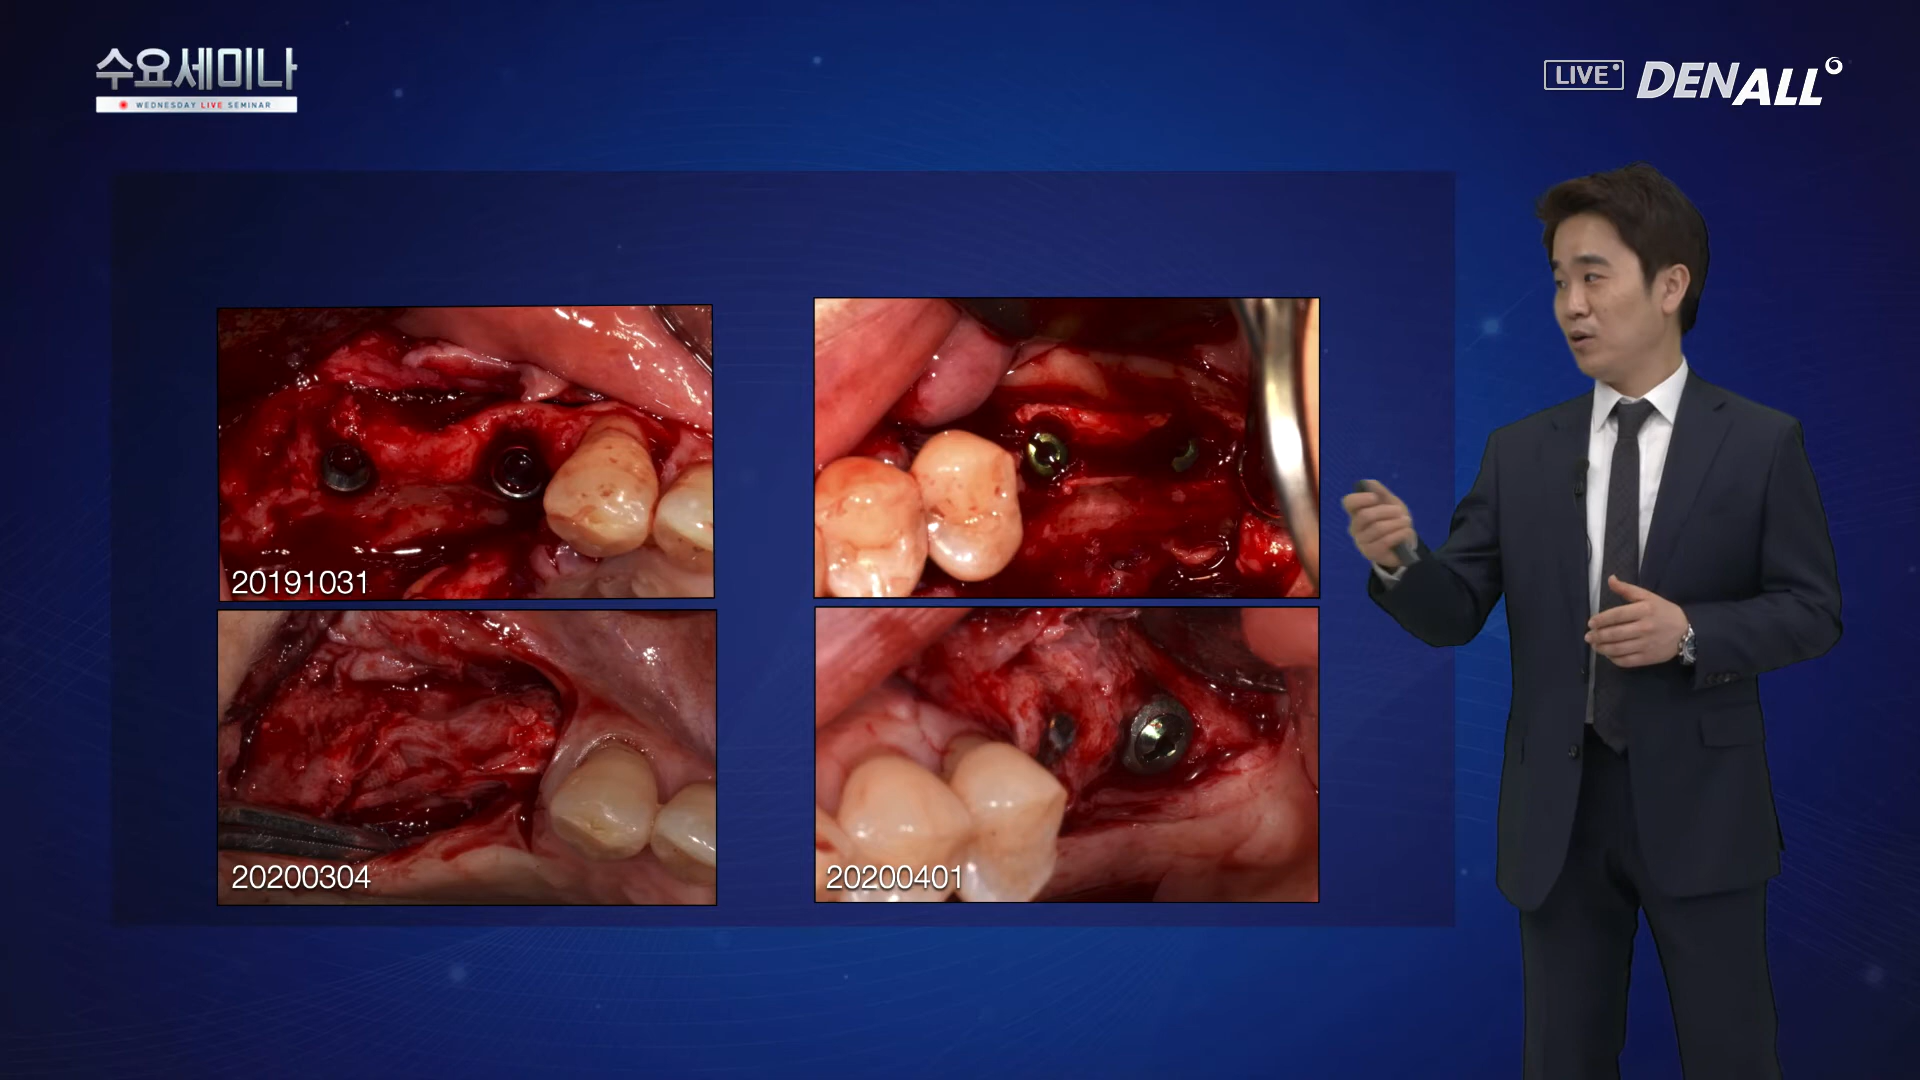 수요세미나
WEDNESDAY LIVE SEMINAR
LIVE DENALL
20191031
20200304
20200401